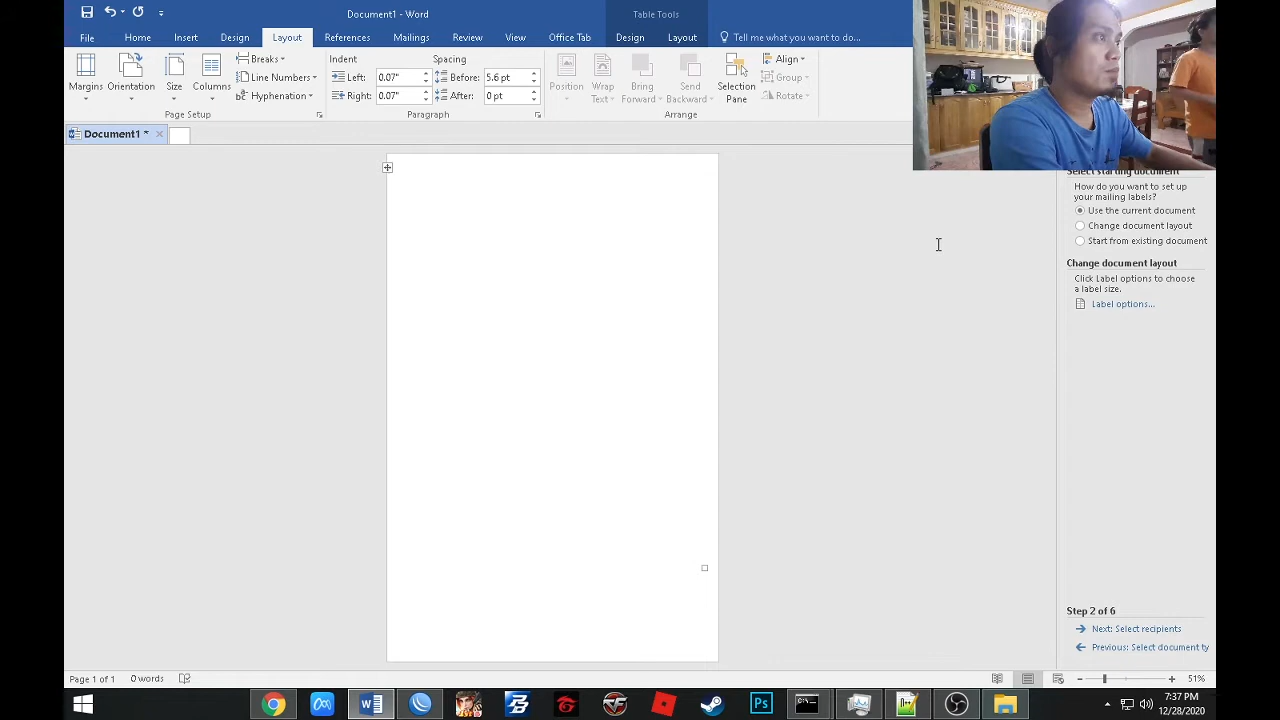 Document1 - Word
Table Tools
File Home Insert Design Layout References Mailings Review View Office Tab Design Layout Tell me what you want to do...
Margins Orientation Size Columns
Breaks
Line Numbers
Hyphenation
Page Setup
Indent
Left: 0.07"
Right: 0.07"
Spacing
Before: 5.6 pt
After: 0 pt
Paragraph
Position
Wrap Text
Bring Forward
Send Backward
Selection Pane
Align
Group
Rotate
Arrange
Document1 *
Select starting document
How do you want to set up
your mailing labels?
Use the current document
Change document layout
Start from existing document
Change document layout
Click Label options to choose
a label size.
Label options...
Step 2 of 6
Next: Select recipients
Previous: Select document ty
Page 1 of 1 0 words
51%
Ps
7:37 PM
12/28/2020